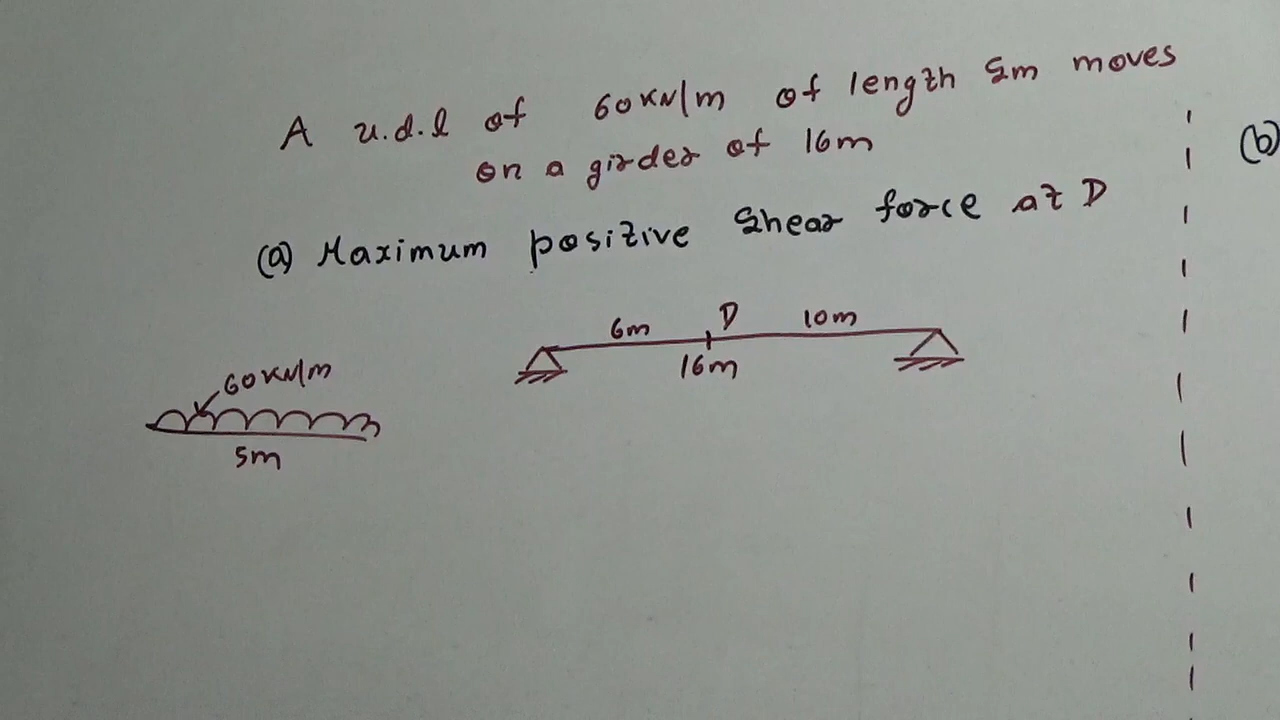 A u.d.l of 60KN/m of length 5m moves
on a girder of 16m
(a) Maximum positive Shear force at D
(b)
6m D 10m
16m
60KN/m
5m